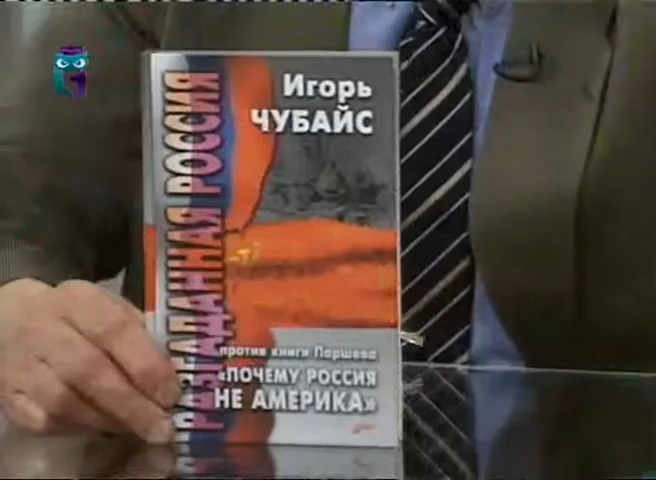 РАЗГАДАННАЯ РОССИЯ
Игорь
ЧУБАЙС
против книги Паршева
«ПОЧЕМУ РОССИЯ
НЕ АМЕРИКА»